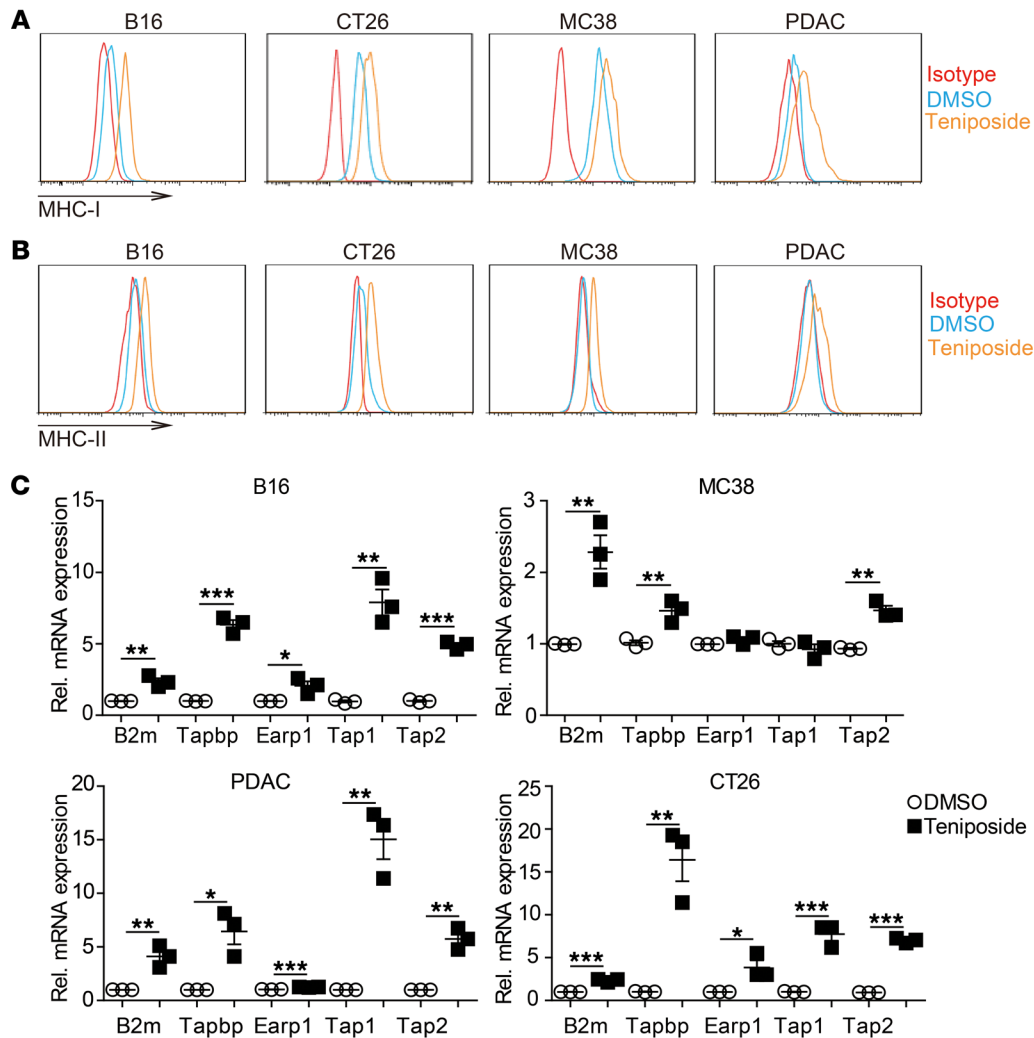 A
B16 CT26 MC38 PDAC
Isotype
DMSO
Teniposide
MHC-I
B
B16 CT26 MC38 PDAC
Isotype
DMSO
Teniposide
MHC-II
C
B16
Rel. mRNA expression
15
10
5
0
** *** * ** ***
B2m Tapbp Earp1 Tap1 Tap2
MC38
Rel. mRNA expression
3
2
1
0
** ** **
B2m Tapbp Earp1 Tap1 Tap2
PDAC
Rel. mRNA expression
20
15
10
5
0
** * *** ** **
B2m Tapbp Earp1 Tap1 Tap2
CT26
Rel. mRNA expression
25
20
15
10
5
0
*** ** * *** ***
B2m Tapbp Earp1 Tap1 Tap2
DMSO
Teniposide